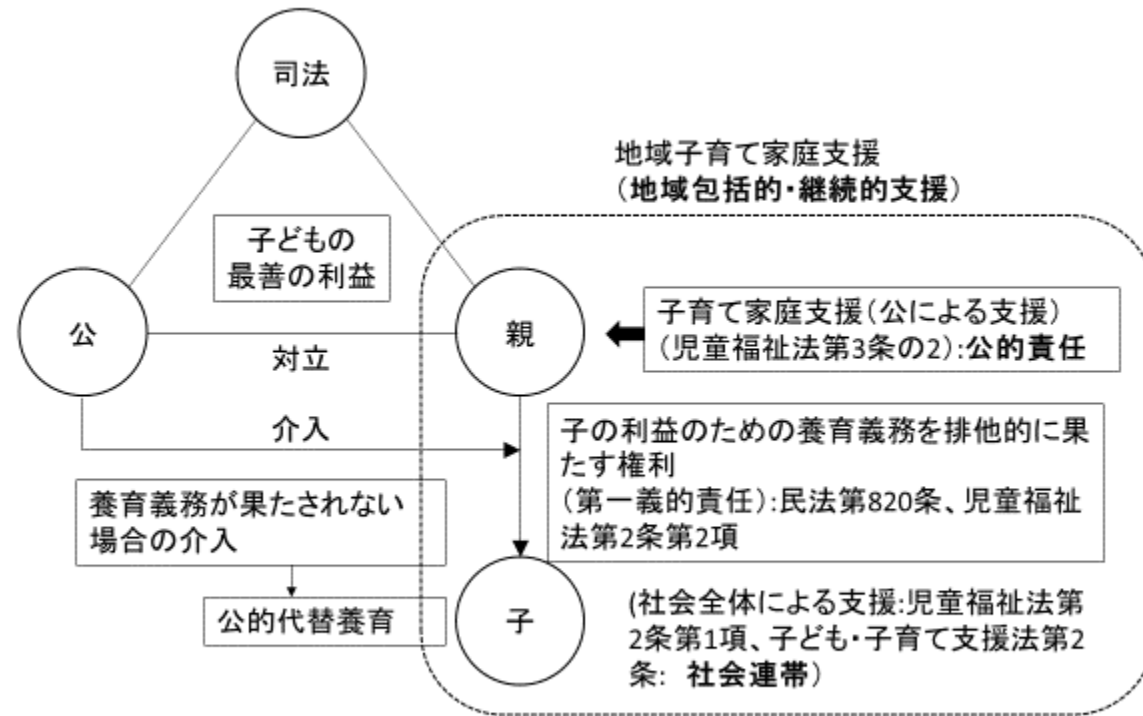 司法
地域子育て家庭支援
（地域包括的・継続的支援）
子どもの
最善の利益
公
親
対立
子育て家庭支援（公による支援）
（児童福祉法第3条の2）：公的責任
介入
子の利益のための養育義務を排他的に果
たす権利
（第一義的責任）：民法第820条、児童福祉
法第2条第2項
養育義務が果たされない
場合の介入
公的代替養育
子
(社会全体による支援：児童福祉法第
2条第1項、子ども・子育て支援法第2
条： 社会連帯）